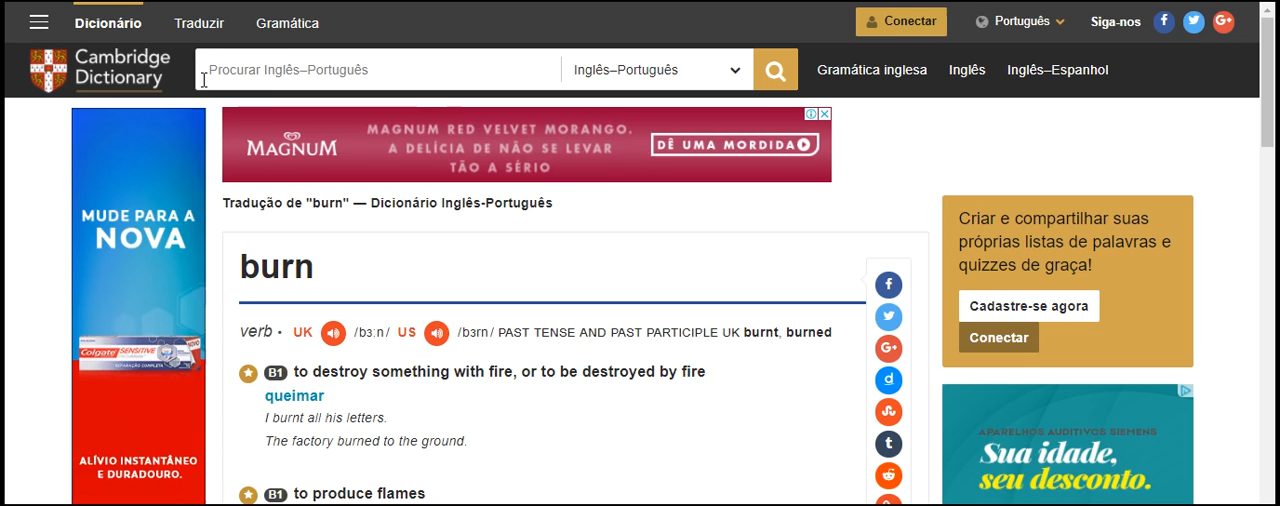 Dicionário Traduzir Gramática Conectar Português Siga-nos
Cambridge
Dictionary
Procurar Inglês–Português Inglês–Português Gramática inglesa Inglês Inglês–Espanhol
MAGNUM
MAGNUM RED VELVET MORANGO.
A DELÍCIA DE NÃO SE LEVAR
TÃO A SÉRIO
DÊ UMA MORDIDA
MUDE PARA A
NOVA
Colgate SENSITIVE
ALÍVIO INSTANTÂNEO
E DURADOURO.
Tradução de "burn" — Dicionário Inglês-Português
burn
verb • UK /bɜːn/ US /bɜrn/ PAST TENSE AND PAST PARTICIPLE UK burnt, burned
B1 to destroy something with fire, or to be destroyed by fire
queimar
I burnt all his letters.
The factory burned to the ground.
B1 to produce flames
Criar e compartilhar suas
próprias listas de palavras e
quizzes de graça!
Cadastre-se agora
Conectar
APARELHOS AUDITIVOS SIEMENS
Sua idade,
seu desconto.